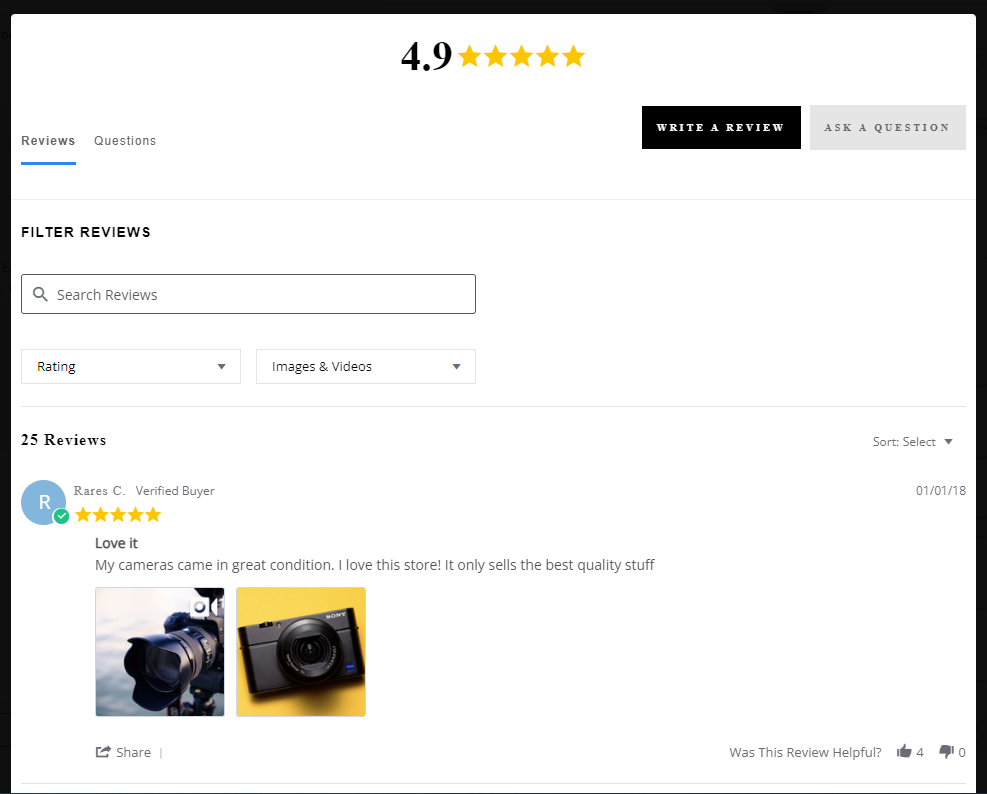 4.9
Reviews Questions
WRITE A REVIEW
ASK A QUESTION
FILTER REVIEWS
Search Reviews
Rating
Images & Videos
25 Reviews
Sort: Select
R
Rares C. Verified Buyer
01/01/18
Love it
My cameras came in great condition. I love this store! It only sells the best quality stuff
SONY
Share
Was This Review Helpful? 4 0